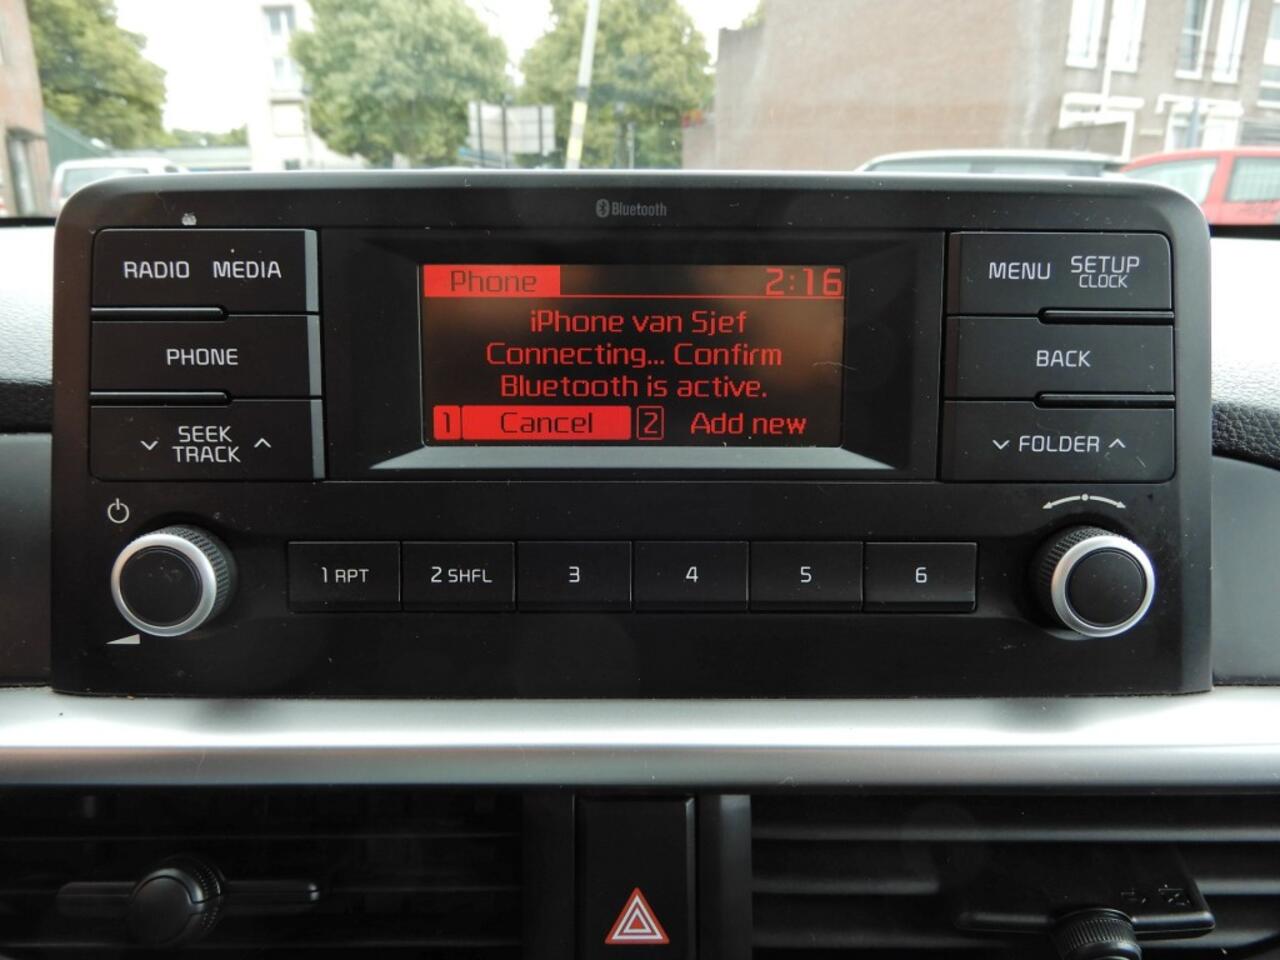 Bluetooth
RADIO MEDIA
PHONE
SEEK
TRACK
Phone 2:16
iPhone van Sjef
Connecting... Confirm
Bluetooth is active.
1 Cancel 2 Add new
MENU SETUP
CLOCK
BACK
FOLDER
1 RPT 2 SHFL 3 4 5 6